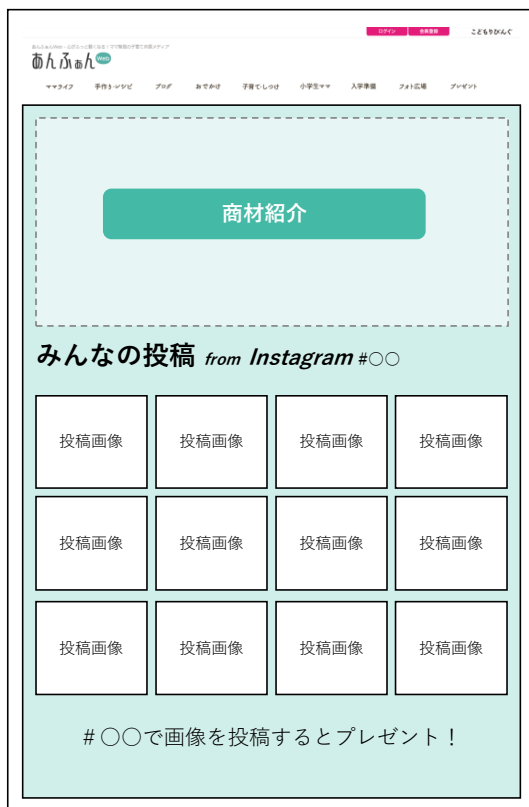 ログイン 会員登録 こどもりびんぐ
あんふぁんWeb
ママライフ 手作り・レシピ ブログ おでかけ 子育て・しつけ 小学生ママ 入学準備 フォト広場 プレゼント
商材紹介
みんなの投稿 from Instagram #〇〇
投稿画像 投稿画像 投稿画像 投稿画像
投稿画像 投稿画像 投稿画像 投稿画像
投稿画像 投稿画像 投稿画像 投稿画像
#〇〇で画像を投稿するとプレゼント！